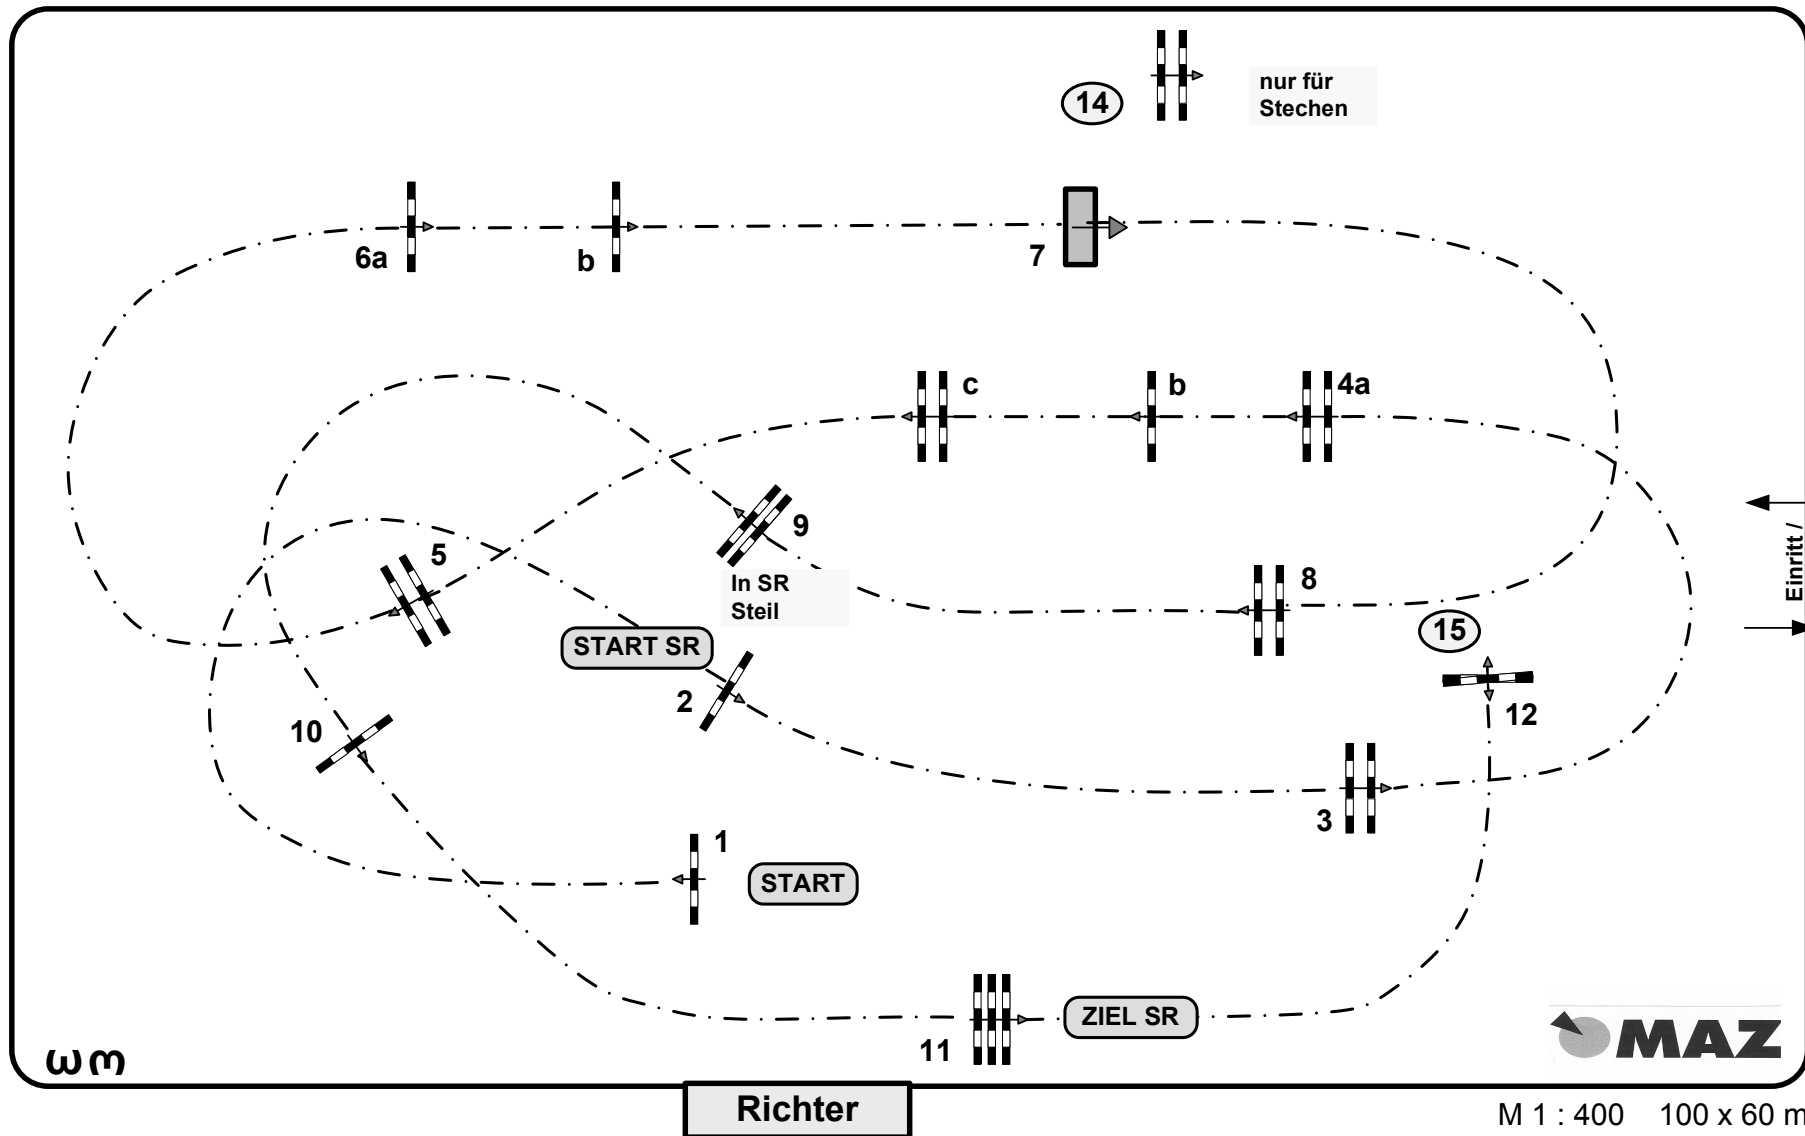 14
nur für
Stechen
6a
b
7
c
b
4a
5
9
8
In SR
Steil
START SR
15
Einritt /
2
12
10
3
1
START
11
ZIEL SR
MAZ
Richter
M 1 : 400 100 x 60 m